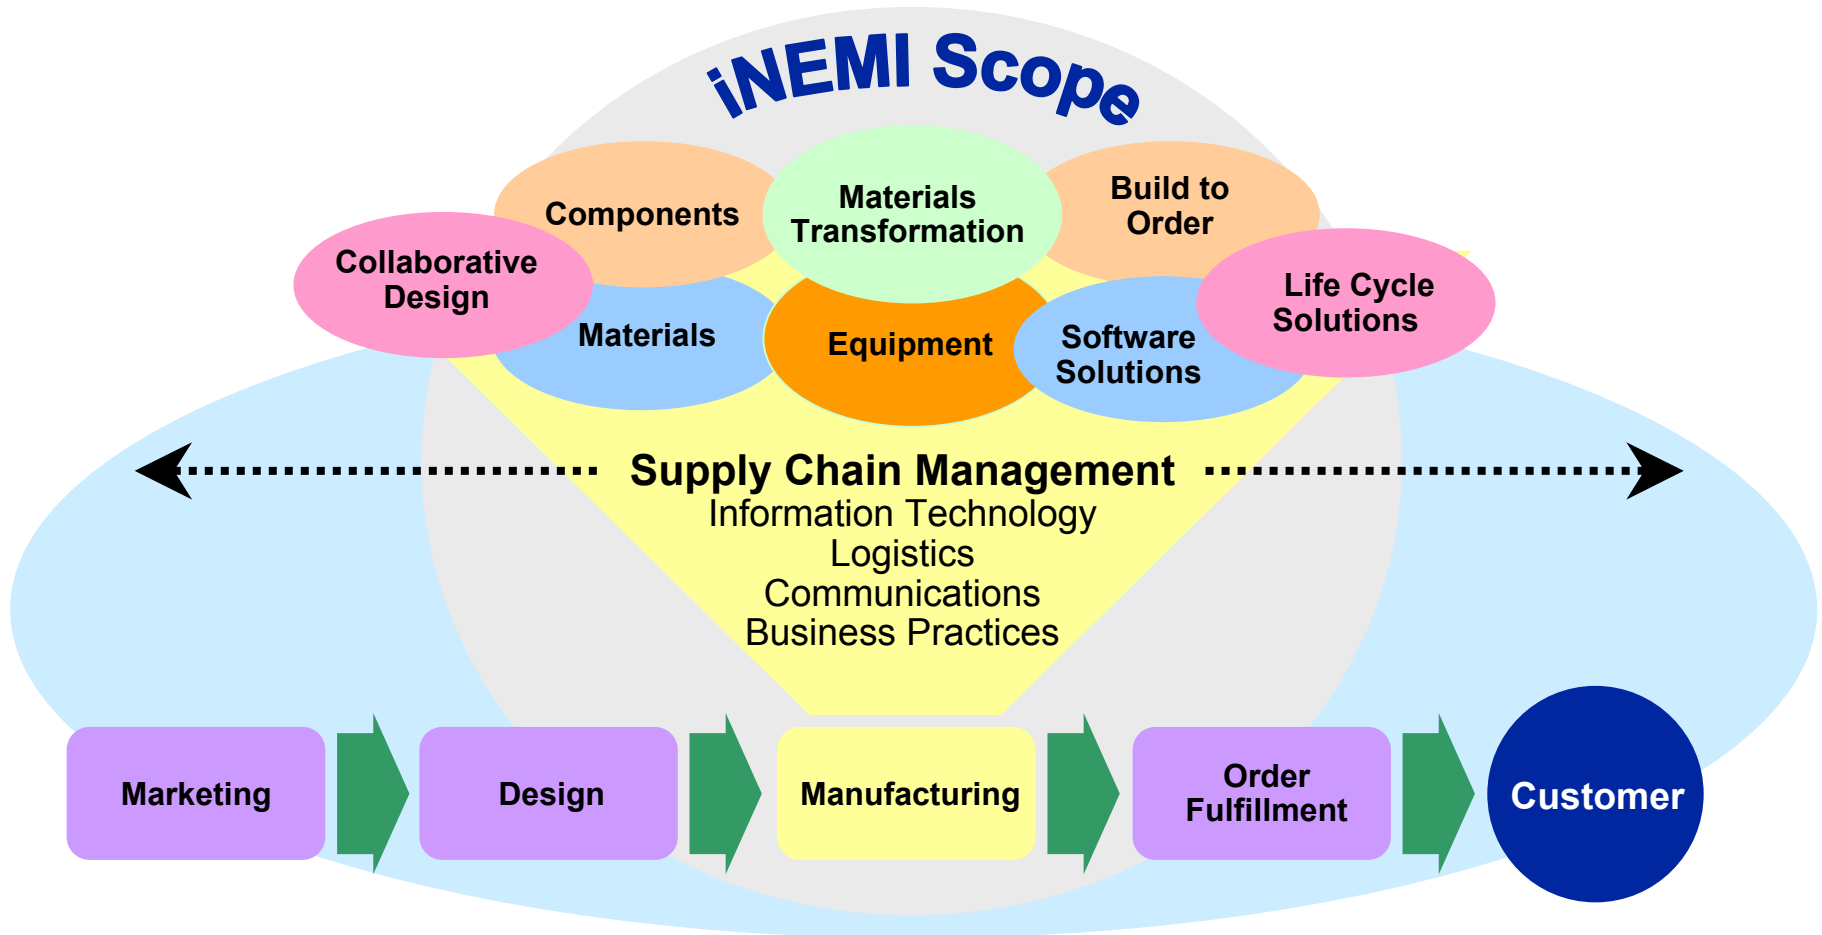 iNEMI Scope
Components
Materials
Transformation
Build to
Order
Collaborative
Design
Life Cycle
Solutions
Materials
Equipment
Software
Solutions
Supply Chain Management
Information Technology
Logistics
Communications
Business Practices
Marketing
Design
Manufacturing
Order
Fulfillment
Customer